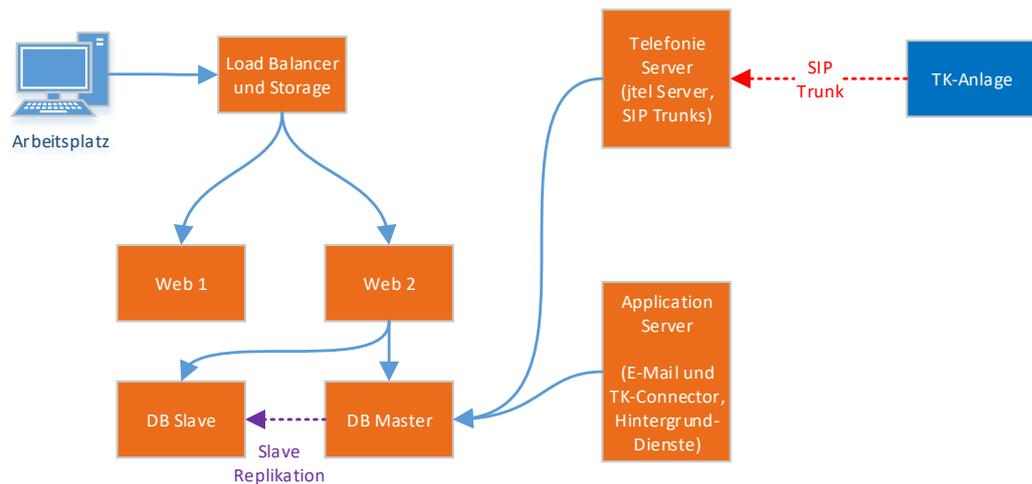 Arbeitsplatz
Load Balancer
und Storage
Telefonie
Server
(jtel Server,
SIP Trunks)
SIP
Trunk
TK-Anlage
Web 1
Web 2
Application
Server
(E-Mail und
TK-Connector,
Hintergrund-
Dienste)
DB Slave
DB Master
Slave
Replikation